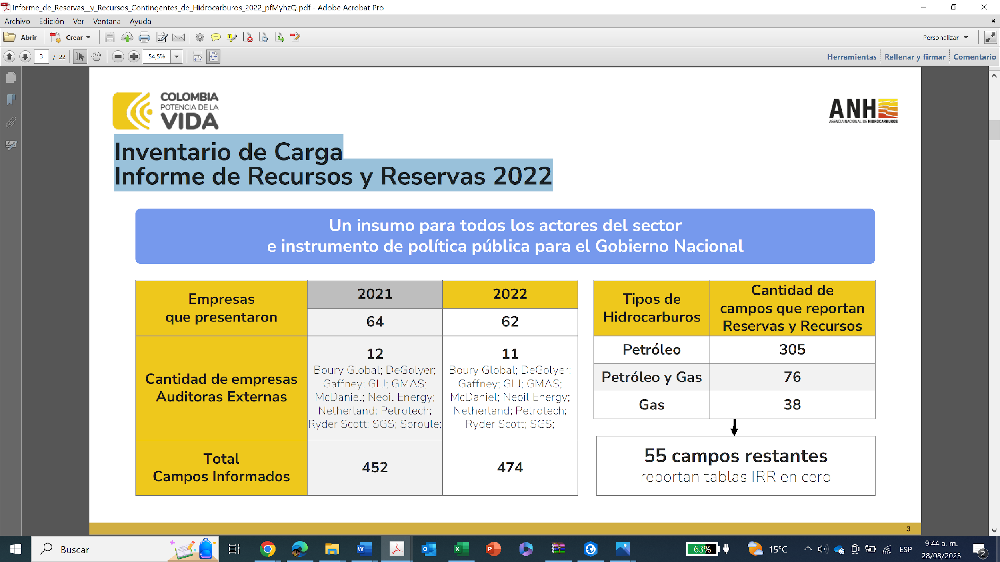 Informe_de_Reservas__y_Recursos_Contingentes_de_Hidrocarburos_2022_pfMyhzQ.pdf - Adobe Acrobat Pro
Archivo Edición Ver Ventana Ayuda
Abrir Crear Personalizar
3 / 22 54,5% Herramientas Rellenar y firmar Comentario
COLOMBIA
POTENCIA DE LA
VIDA
ANH
AGENCIA NACIONAL DE HIDROCARBUROS
Inventario de Carga
Informe de Recursos y Reservas 2022
Un insumo para todos los actores del sector
e instrumento de política pública para el Gobierno Nacional
Empresas
que presentaron
2021
2022
64
62
Cantidad de empresas
Auditoras Externas
12
Boury Global; DeGolyer;
Gaffney; GLJ; GMAS;
McDaniel; Neoil Energy;
Netherland; Petrotech;
Ryder Scott; SGS; Sproule;
11
Boury Global; DeGolyer;
Gaffney; GLJ; GMAS;
McDaniel; Neoil Energy;
Netherland; Petrotech;
Ryder Scott; SGS;
Total
Campos Informados
452
474
Tipos de
Hidrocarburos
Cantidad de
campos que reportan
Reservas y Recursos
Petróleo
305
Petróleo y Gas
76
Gas
38
55 campos restantes
reportan tablas IRR en cero
3
Buscar
63%
15°C
ESP
9:44 a. m.
28/08/2023
2